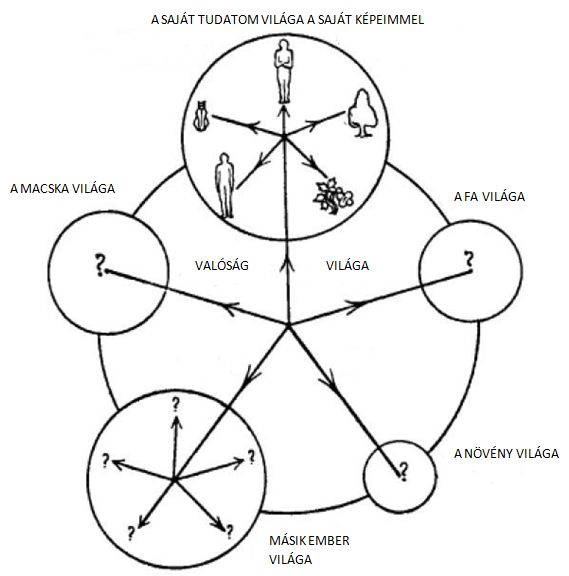 A SAJÁT TUDATOM VILÁGA A SAJÁT KÉPEIMMEL
A MACSKA VILÁGA
A FA VILÁGA
?
VALÓSÁG VILÁGA
?
?
?
?
?
?
?
A NÖVÉNY VILÁGA
?
MÁSIK EMBER
VILÁGA